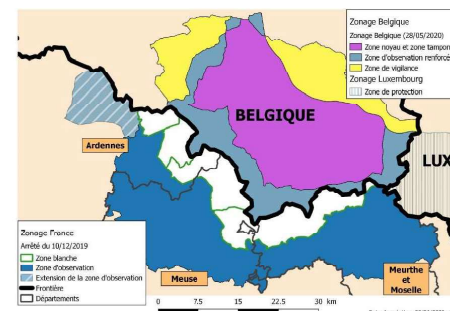 Zonage Belgique
Zonage Belgique (28/05/2020)
Zone noyau et zone tampon
Zone d'observation renforcé
Zone de vigilance
Zonage Luxembourg
Zone de protection
BELGIQUE
Ardennes
LUX
Zonage France
Arrêté du 10/12/2019
Zone blanche
Zone d'observation
Extension de la zone d'observation
Frontière
Départements
Meuse
Meurthe
et
Moselle
0 7.5 15 22.5 30 km